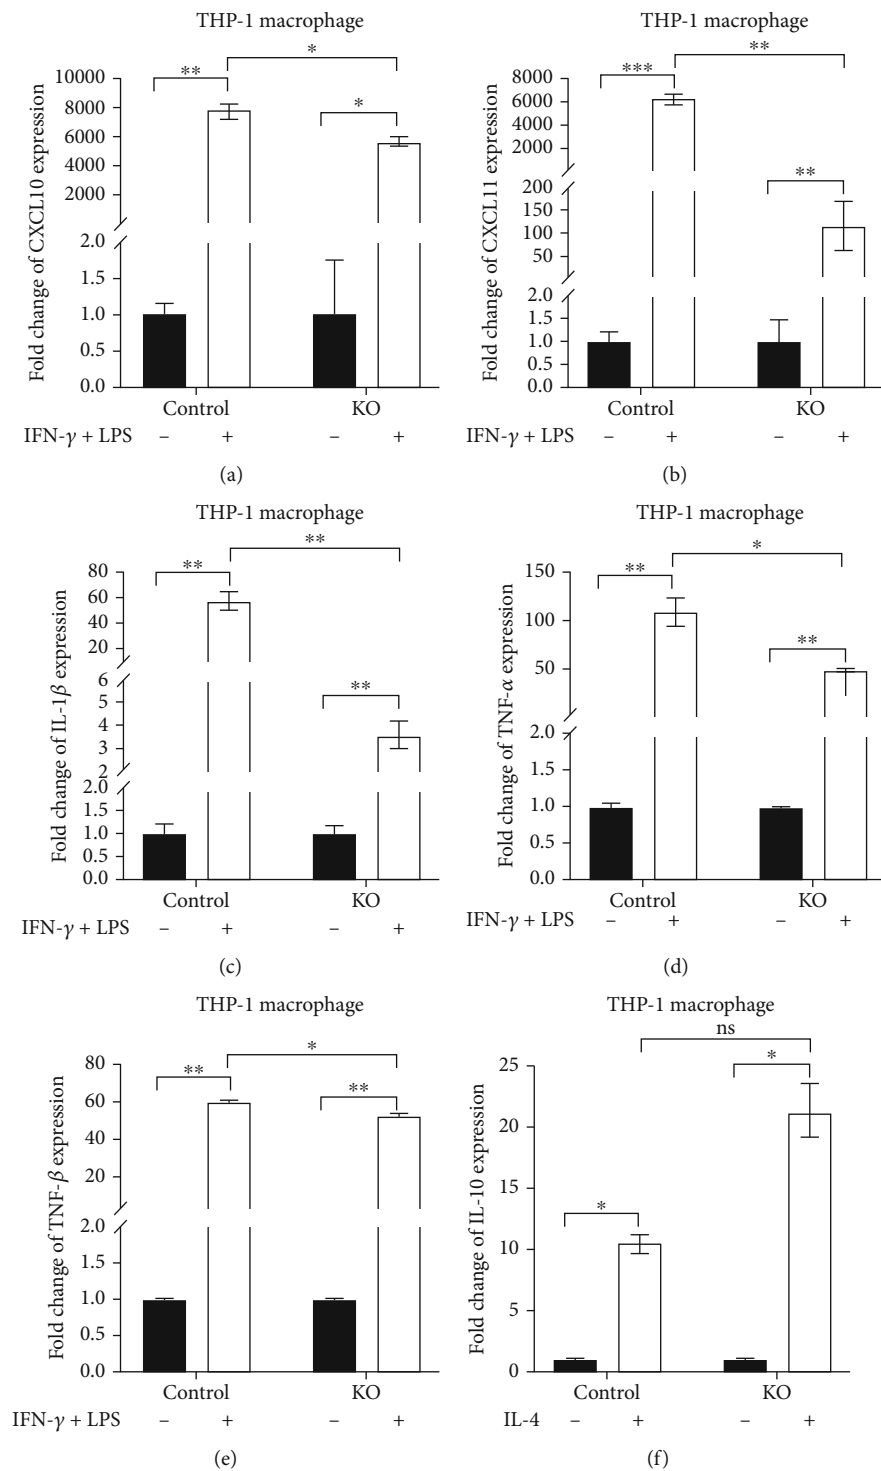 THP-1 macrophage
Fold change of CXCL10 expression
10000
8000
6000
4000
2000
2.0
1.5
1.0
0.5
0.0
**
*
*
Control
KO
IFN-γ + LPS – + – +
(a)
THP-1 macrophage
Fold change of CXCL11 expression
8000
6000
4000
2000
200
150
100
50
2.0
1.5
1.0
0.5
0.0
***
**
**
Control
KO
IFN-γ + LPS – + – +
(b)
THP-1 macrophage
Fold change of IL-1β expression
80
60
40
20
6
5
4
3
2
2.0
1.5
1.0
0.5
0.0
**
**
**
Control
KO
IFN-γ + LPS – + – +
(c)
THP-1 macrophage
Fold change of TNF-α expression
150
100
50
2.0
1.5
1.0
0.5
0.0
**
*
**
Control
KO
IFN-γ + LPS – + – +
(d)
THP-1 macrophage
Fold change of TNF-β expression
80
60
40
20
2.0
1.5
1.0
0.5
0.0
**
*
**
Control
KO
IFN-γ + LPS – + – +
(e)
THP-1 macrophage
Fold change of IL-10 expression
25
20
15
10
5
0
*
ns
*
Control
KO
IL-4 – + – +
(f)